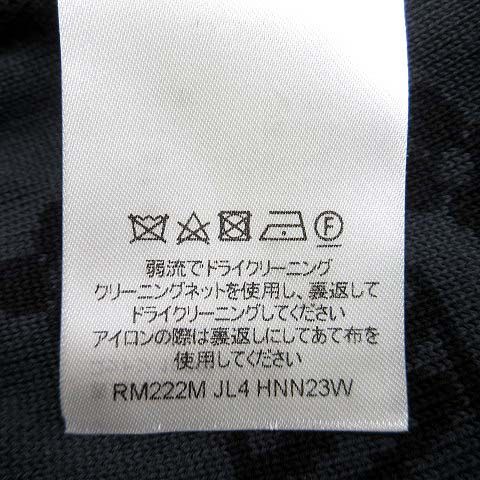 F
弱流でドライクリーニング
クリーニングネットを使用し、裏返して
ドライクリーニングしてください
アイロンの際は裏返しにしてあて布を
使用してください
RM222M JL4 HNN23W